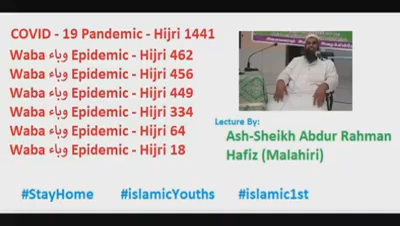 COVID - 19 Pandemic - Hijri 1441
Waba وباء Epidemic - Hijri 462
Waba وباء Epidemic - Hijri 456
Waba وباء Epidemic - Hijri 449
Waba وباء Epidemic - Hijri 334
Waba وباء Epidemic - Hijri 64
Waba وباء Epidemic - Hijri 18
Lecture By:
Ash-Sheikh Abdur Rahman
Hafiz (Malahiri)
#StayHome #islamicYouths #islamic1st